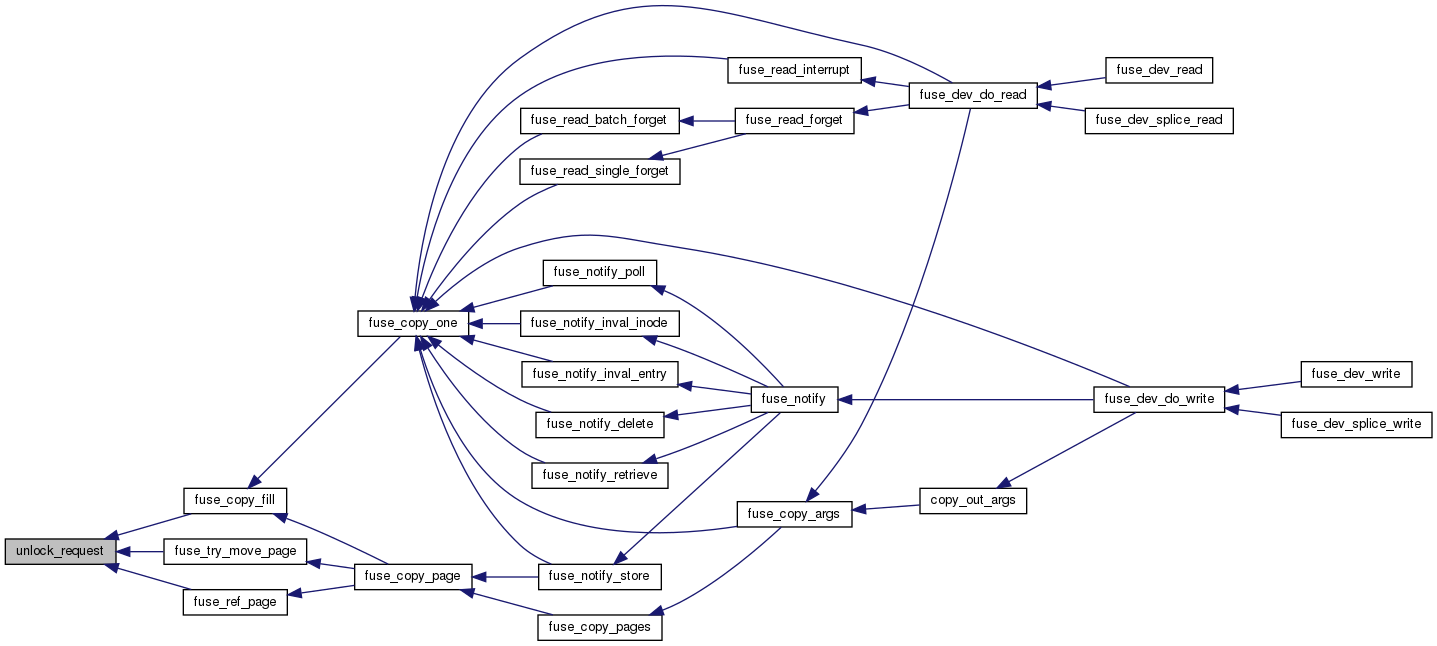 fuse_read_interrupt
fuse_dev_read
fuse_dev_do_read
fuse_read_batch_forget
fuse_read_forget
fuse_dev_splice_read
fuse_read_single_forget
fuse_notify_poll
fuse_copy_one
fuse_notify_inval_inode
fuse_notify_inval_entry
fuse_dev_write
fuse_notify
fuse_dev_do_write
fuse_notify_delete
fuse_dev_splice_write
fuse_notify_retrieve
fuse_copy_fill
copy_out_args
fuse_copy_args
unlock_request
fuse_try_move_page
fuse_copy_page
fuse_notify_store
fuse_ref_page
fuse_copy_pages